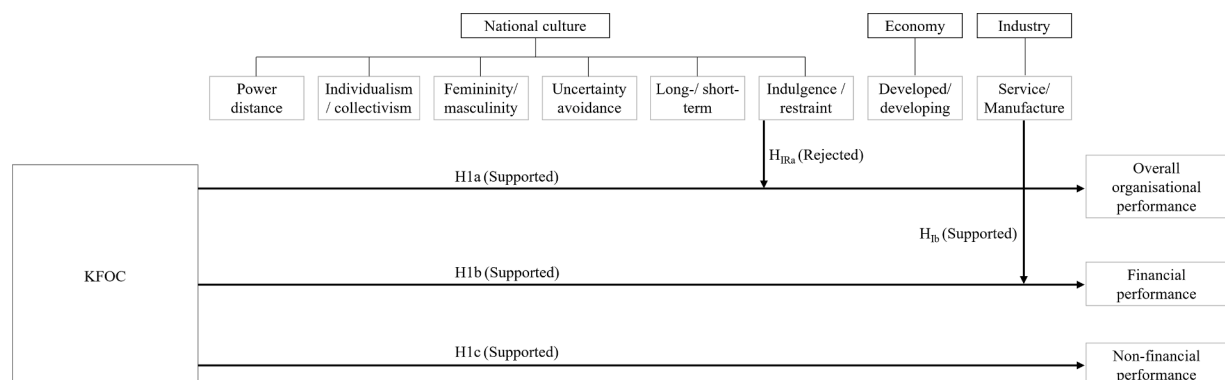 National culture
Economy
Industry
Power
distance
Individualism
/ collectivism
Femininity/
masculinity
Uncertainty
avoidance
Long-/ short-
term
Indulgence /
restraint
Developed/
developing
Service/
Manufacture
HIRa (Rejected)
H1a (Supported)
Overall
organisational
performance
HIb (Supported)
KFOC
H1b (Supported)
Financial
performance
H1c (Supported)
Non-financial
performance